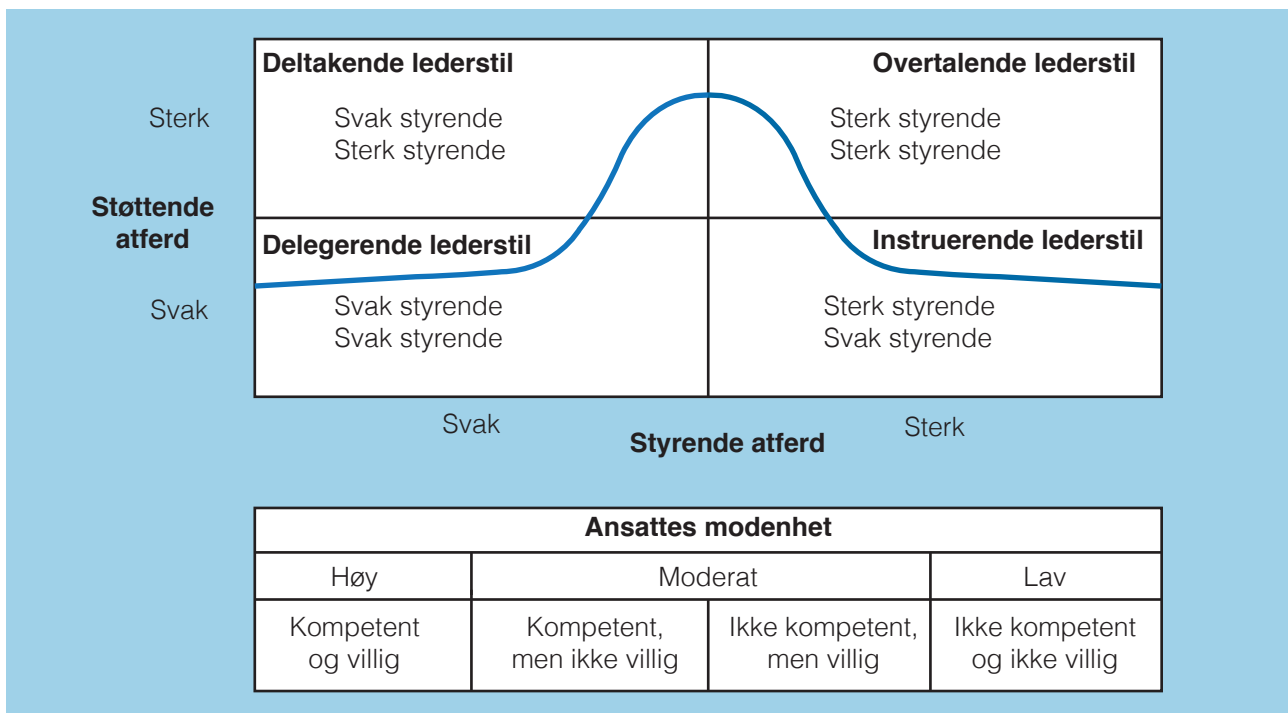 Deltakende lederstil
Overtalende lederstil
Sterk
Svak styrende
Sterk styrende
Sterk styrende
Sterk styrende
Støttende
atferd
Delegerende lederstil
Instruerende lederstil
Svak
Svak styrende
Svak styrende
Sterk styrende
Svak styrende
Svak
Sterk
Styrende atferd
Ansattes modenhet
Høy
Moderat
Lav
Kompetent
og villig
Kompetent,
men ikke villig
Ikke kompetent,
men villig
Ikke kompetent
og ikke villig